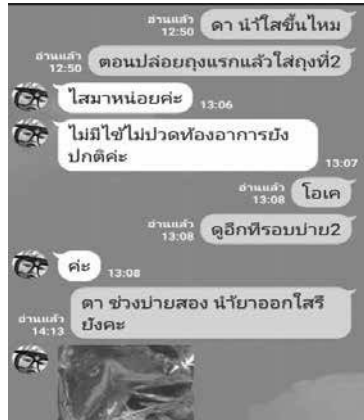 อ่านแล้ว
12:50
ดา น้ำใสขึ้นไหม
อ่านแล้ว
12:50
ตอนปล่อยถุงแรกแล้วใส่ถุงที่2
ใสมาหน่อยค่ะ
13:06
ไม่มีไข้ไม่ปวดท้องอาการยัง
ปกติค่ะ
13:07
อ่านแล้ว
13:08
โอเค
อ่านแล้ว
13:08
ดูอีกทีรอบบ่าย2
ค่ะ
13:08
อ่านแล้ว
14:13
ดา ช่วงบ่ายสอง น้ำยาออกใสรึ
ยังคะ